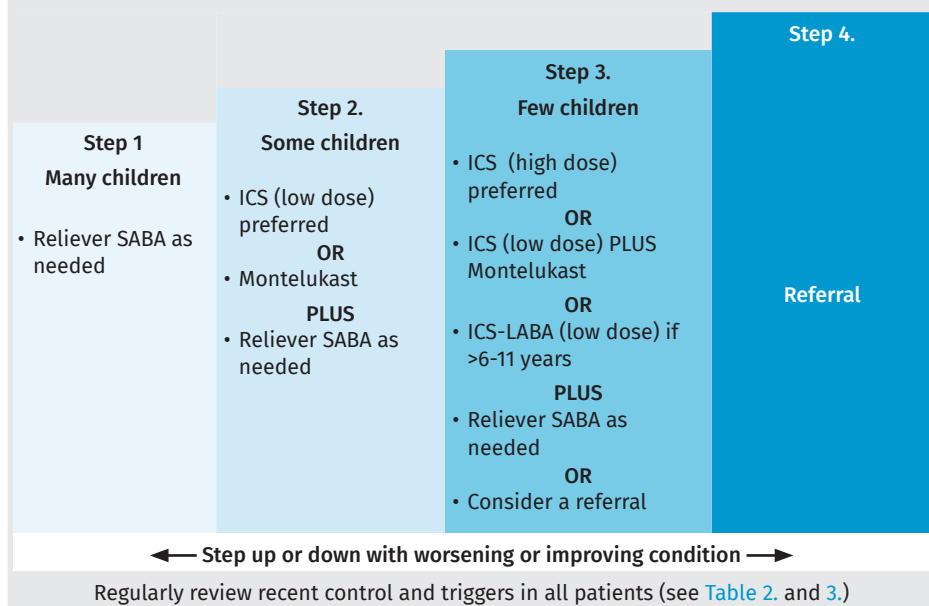 Step 1
Many children
• Reliever SABA as
needed
Step 2.
Some children
• ICS (low dose)
preferred
OR
• Montelukast
PLUS
• Reliever SABA as
needed
Step 3.
Few children
• ICS (high dose)
preferred
OR
• ICS (low dose) PLUS
Montelukast
OR
• ICS-LABA (low dose) if
>6-11 years
PLUS
• Reliever SABA as
needed
OR
• Consider a referral
Step 4.
Referral
Step up or down with worsening or improving condition
Regularly review recent control and triggers in all patients (see Table 2. and 3.)